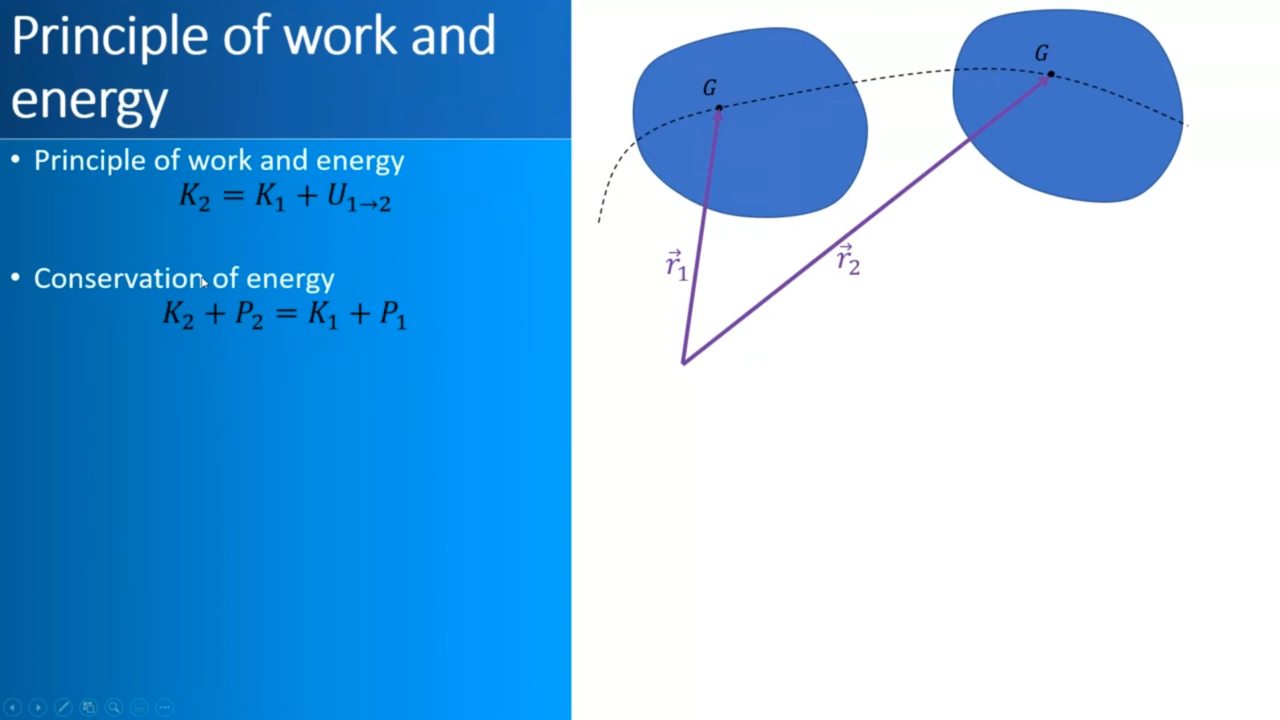 Principle of work and
energy
• Principle of work and energy
K₂ = K₁ + U₁→₂
• Conservation of energy
K₂ + P₂ = K₁ + P₁
G
G
r⃗₁
r⃗₂